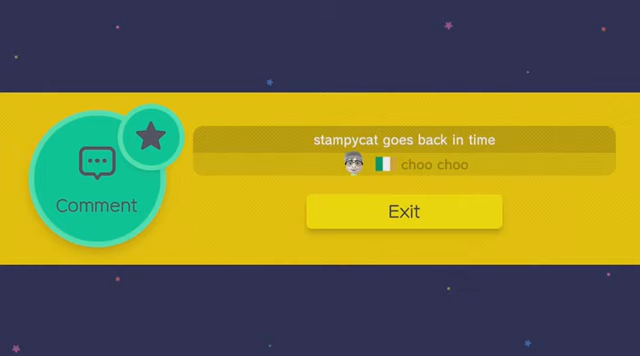 Comment
stampycat goes back in time
choo choo
Exit